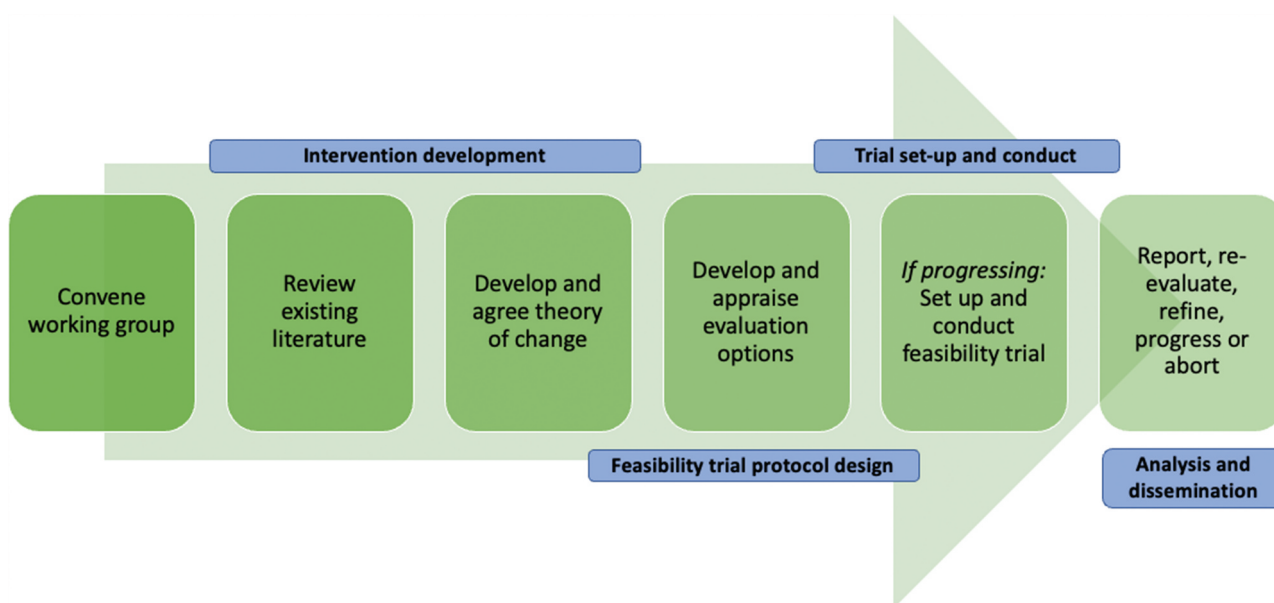 Intervention development
Trial set-up and conduct
Convene
working group
Review
existing
literature
Develop and
agree theory
of change
Develop and
appraise
evaluation
options
If progressing:
Set up and
conduct
feasibility trial
Report, re-
evaluate,
refine,
progress or
abort
Feasibility trial protocol design
Analysis and
dissemination